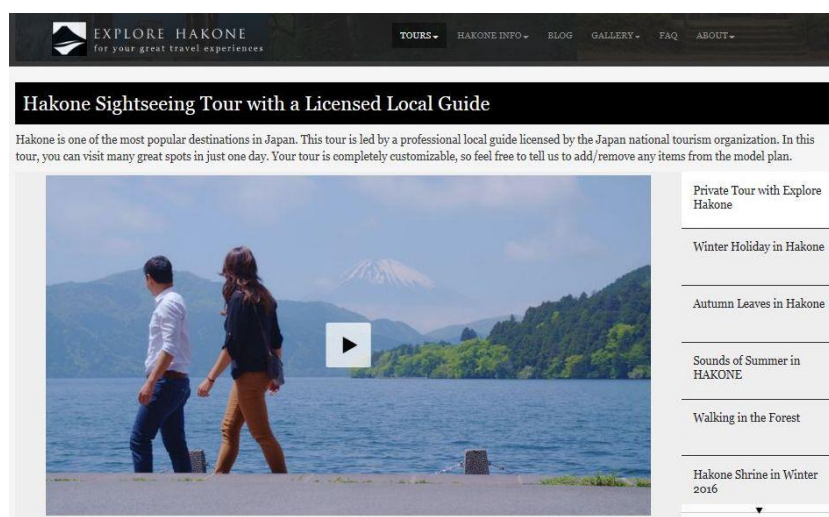 EXPLORE HAKONE
for your great travel experiences
TOURS HAKONE INFO BLOG GALLERY FAQ ABOUT
Hakone Sightseeing Tour with a Licensed Local Guide
Hakone is one of the most popular destinations in Japan. This tour is led by a professional local guide licensed by the Japan national tourism organization. In this
tour, you can visit many great spots in just one day. Your tour is completely customizable, so feel free to tell us to add/remove any items from the model plan.
Private Tour with Explore
Hakone
Winter Holiday in Hakone
Autumn Leaves in Hakone
Sounds of Summer in
HAKONE
Walking in the Forest
Hakone Shrine in Winter
2016